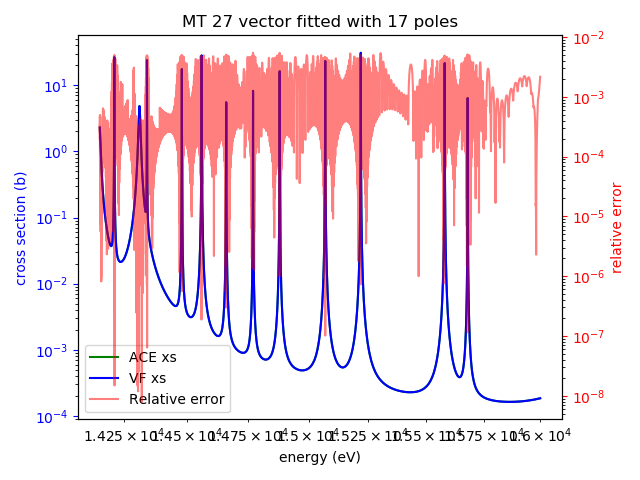 MT 27 vector fitted with 17 poles
cross section (b)
10¹
10⁰
10⁻¹
10⁻²
10⁻³
10⁻⁴
10⁻²
10⁻³
10⁻⁴
10⁻⁵
10⁻⁶
10⁻⁷
10⁻⁸
relative error
ACE xs
VF xs
Relative error
1.425 × 10⁴ 1.45 × 10⁴ 1.475 × 10⁴ 1.5 × 10⁴ 1.525 × 10⁴ 1.55 × 10⁴ 1.575 × 10⁴ 1.6 × 10⁴
energy (eV)